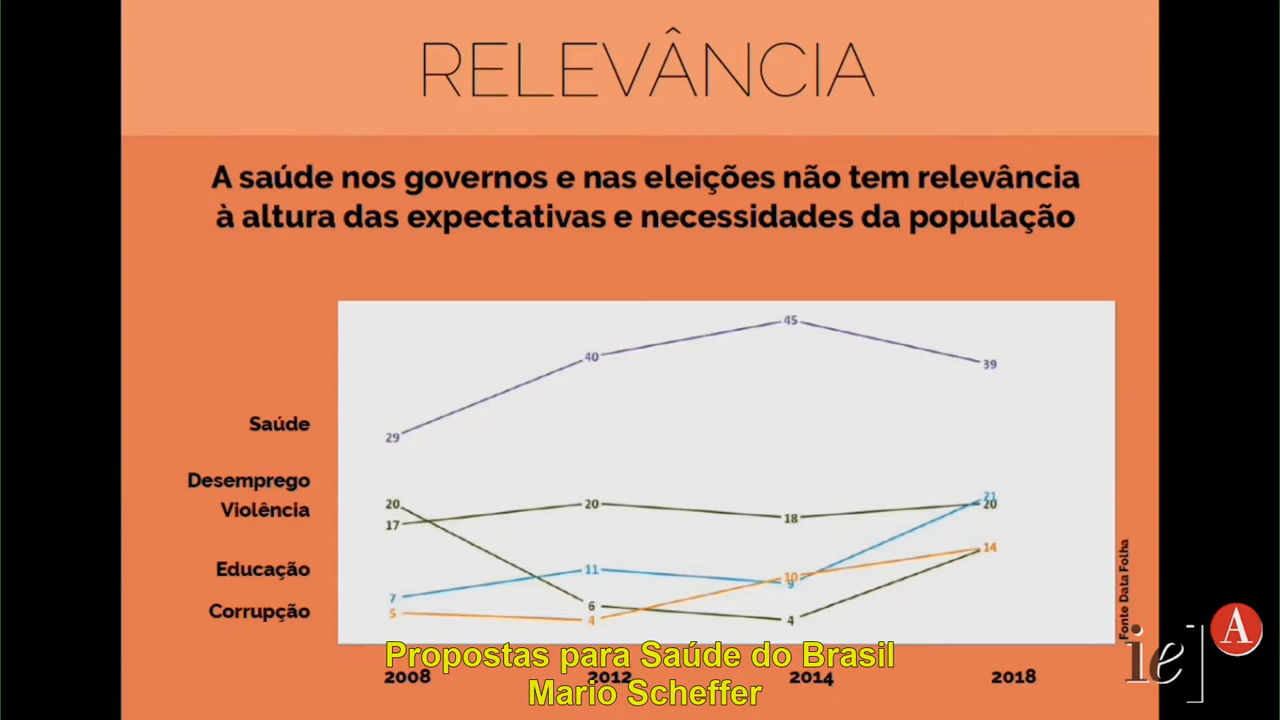 RELEVÂNCIA
A saúde nos governos e nas eleições não tem relevância
à altura das expectativas e necessidades da população
45
40
39
Saúde
29
Desemprego
Violência
20
17
20
18
21
20
Educação
Corrupção
7
5
11
6
4
10
9
4
14
Fonte Data Folha
Propostas para Saúde do Brasil
2008
2012
2014
2018
Mario Scheffer
ie]
A